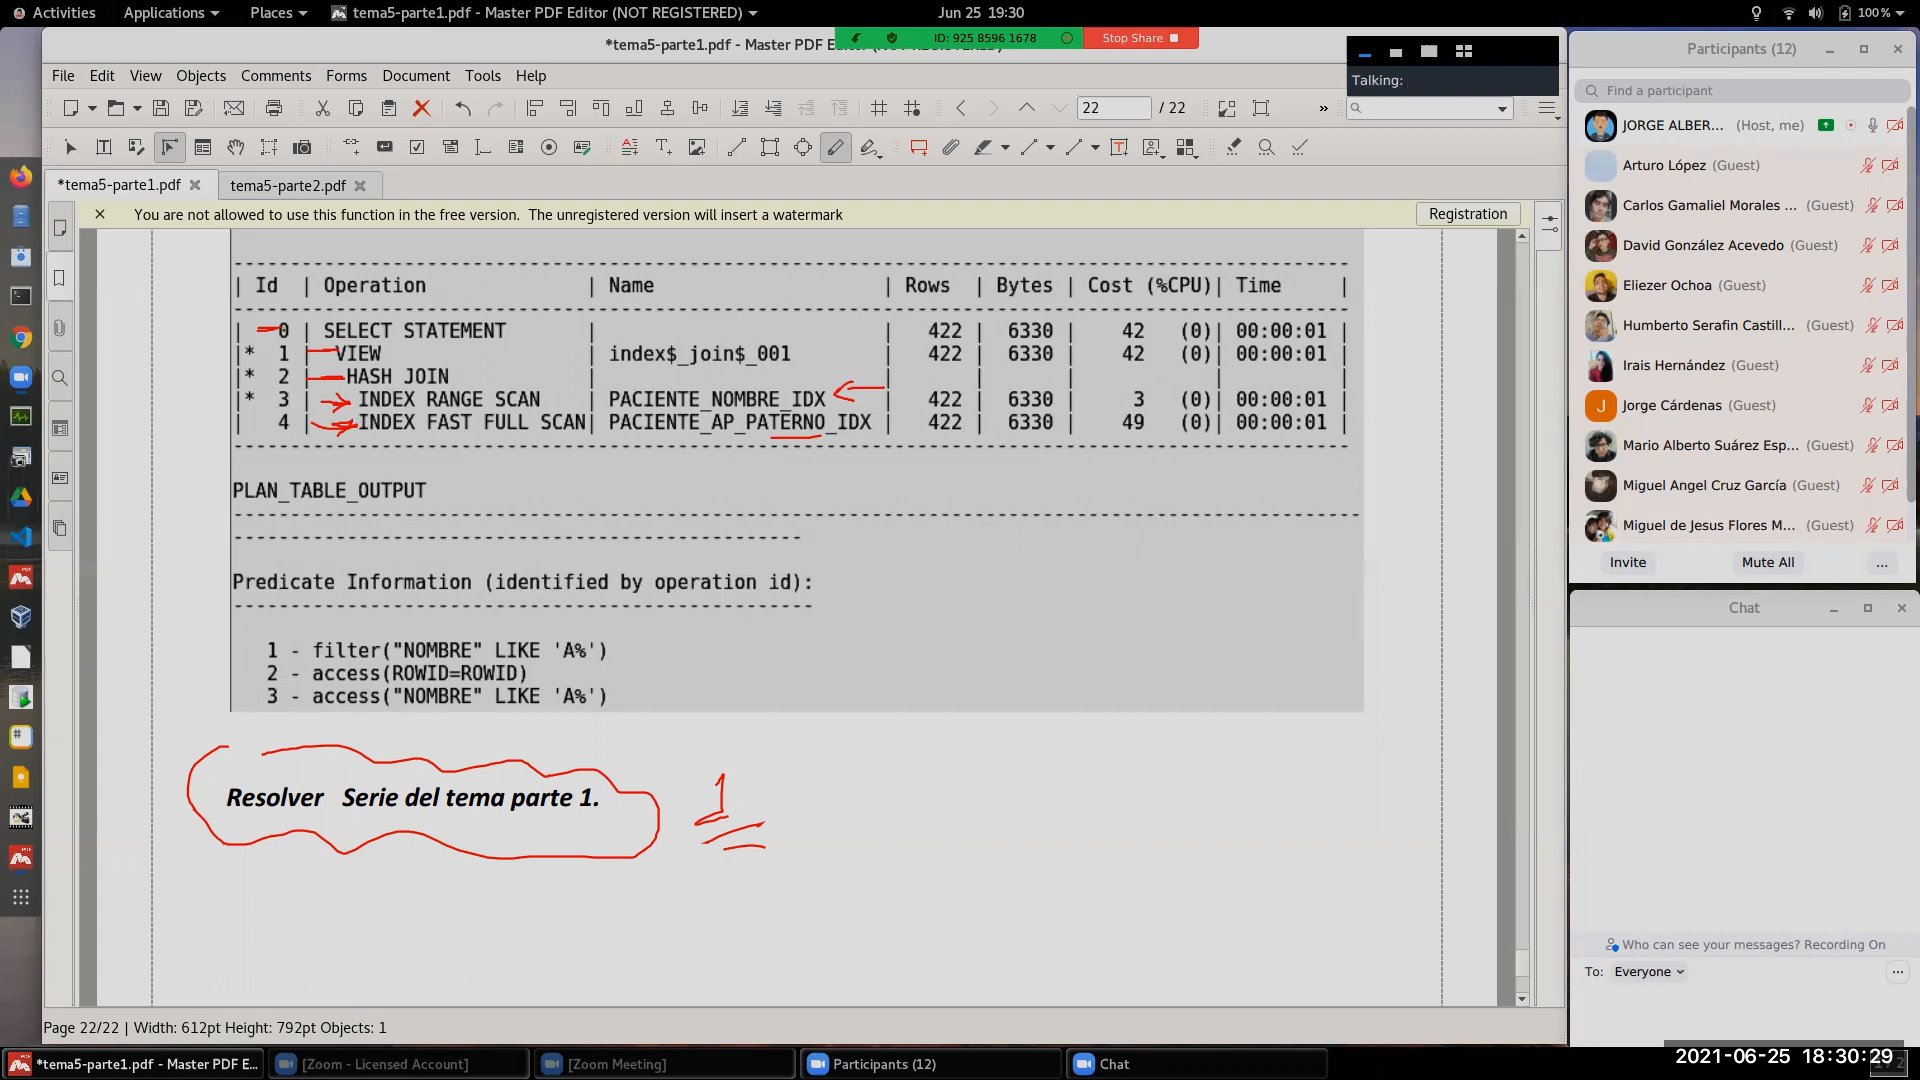 Activities Applications Places tema5-parte1.pdf - Master PDF Editor (NOT REGISTERED) Jun 25 19:30 100%
*tema5-parte1.pdf - Master PDF Edi
ID: 925 8596 1678 Stop Share
Talking:
File Edit View Objects Comments Forms Document Tools Help
22 / 22
*tema5-parte1.pdf tema5-parte2.pdf
You are not allowed to use this function in the free version. The unregistered version will insert a watermark Registration
| Id | Operation | Name | Rows | Bytes | Cost (%CPU)| Time |
| 0 | SELECT STATEMENT | | 422 | 6330 | 42 (0)| 00:00:01 |
|* 1 | VIEW | index$_join$_001 | 422 | 6330 | 42 (0)| 00:00:01 |
|* 2 | HASH JOIN | | | | | |
|* 3 | INDEX RANGE SCAN | PACIENTE_NOMBRE_IDX | 422 | 6330 | 3 (0)| 00:00:01 |
| 4 | INDEX FAST FULL SCAN| PACIENTE_AP_PATERNO_IDX | 422 | 6330 | 49 (0)| 00:00:01 |
PLAN_TABLE_OUTPUT
Predicate Information (identified by operation id):
1 - filter("NOMBRE" LIKE 'A%')
2 - access(ROWID=ROWID)
3 - access("NOMBRE" LIKE 'A%')
Resolver Serie del tema parte 1.
1
Page 22/22 | Width: 612pt Height: 792pt Objects: 1
Participants (12)
Find a participant
JORGE ALBER... (Host, me)
Arturo López (Guest)
Carlos Gamaliel Morales ... (Guest)
David González Acevedo (Guest)
Eliezer Ochoa (Guest)
Humberto Serafin Castill... (Guest)
Irais Hernández (Guest)
J Jorge Cárdenas (Guest)
Mario Alberto Suárez Esp... (Guest)
Miguel Angel Cruz García (Guest)
Miguel de Jesus Flores M... (Guest)
Invite Mute All ...
Chat
Who can see your messages? Recording On
To: Everyone
*tema5-parte1.pdf - Master PDF E... [Zoom - Licensed Account] [Zoom Meeting] Participants (12) Chat
2021-06-25 18:30:29